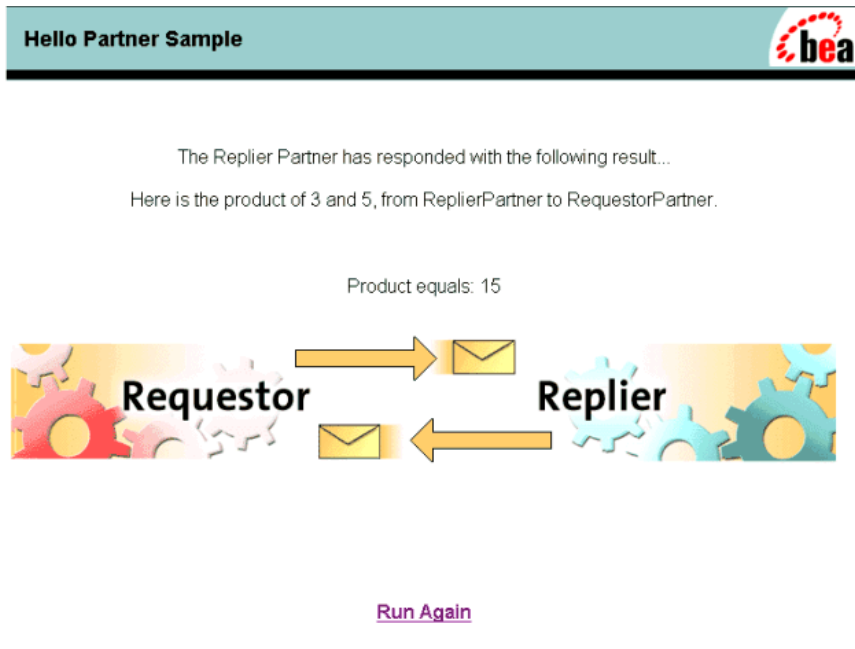 Hello Partner Sample
bea
The Replier Partner has responded with the following result...
Here is the product of 3 and 5, from ReplierPartner to RequestorPartner.
Product equals: 15
Requestor
Replier
Run Again